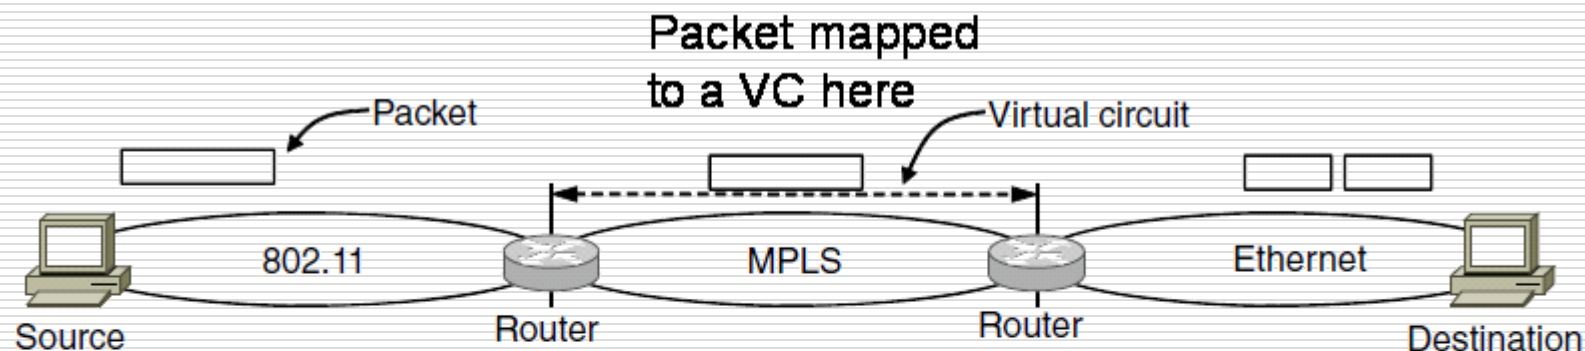 Packet mapped
to a VC here
Packet
Virtual circuit
802.11
MPLS
Ethernet
Source
Router
Router
Destination